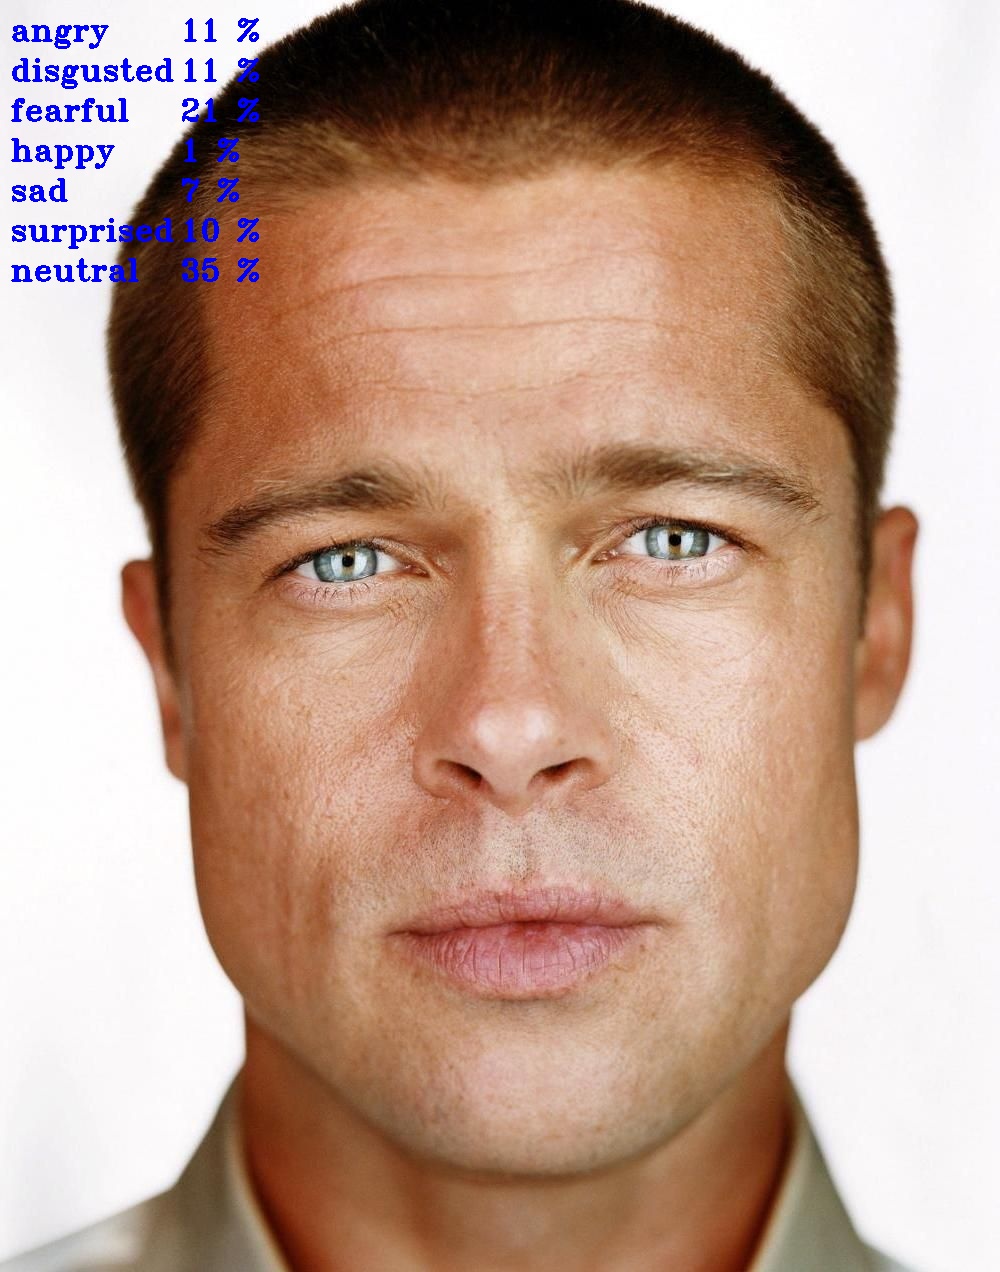 angry 11 %
disgusted 11 %
fearful 21 %
happy 1 %
sad 7 %
surprised 10 %
neutral 35 %